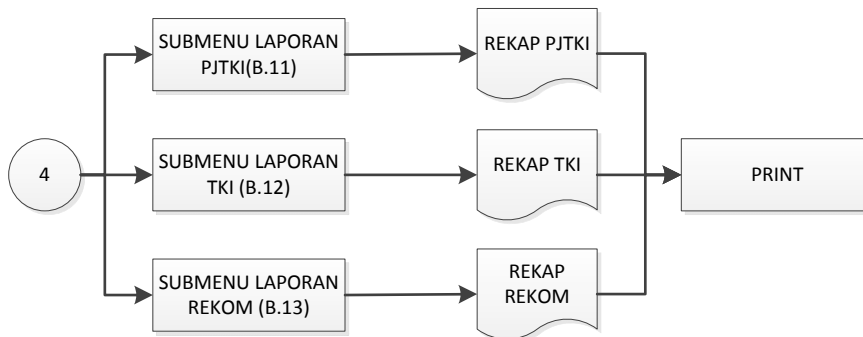 SUBMENU LAPORAN
PJTKI(B.11)
REKAP PJTKI
4
SUBMENU LAPORAN
TKI (B.12)
REKAP TKI
PRINT
SUBMENU LAPORAN
REKOM (B.13)
REKAP
REKOM